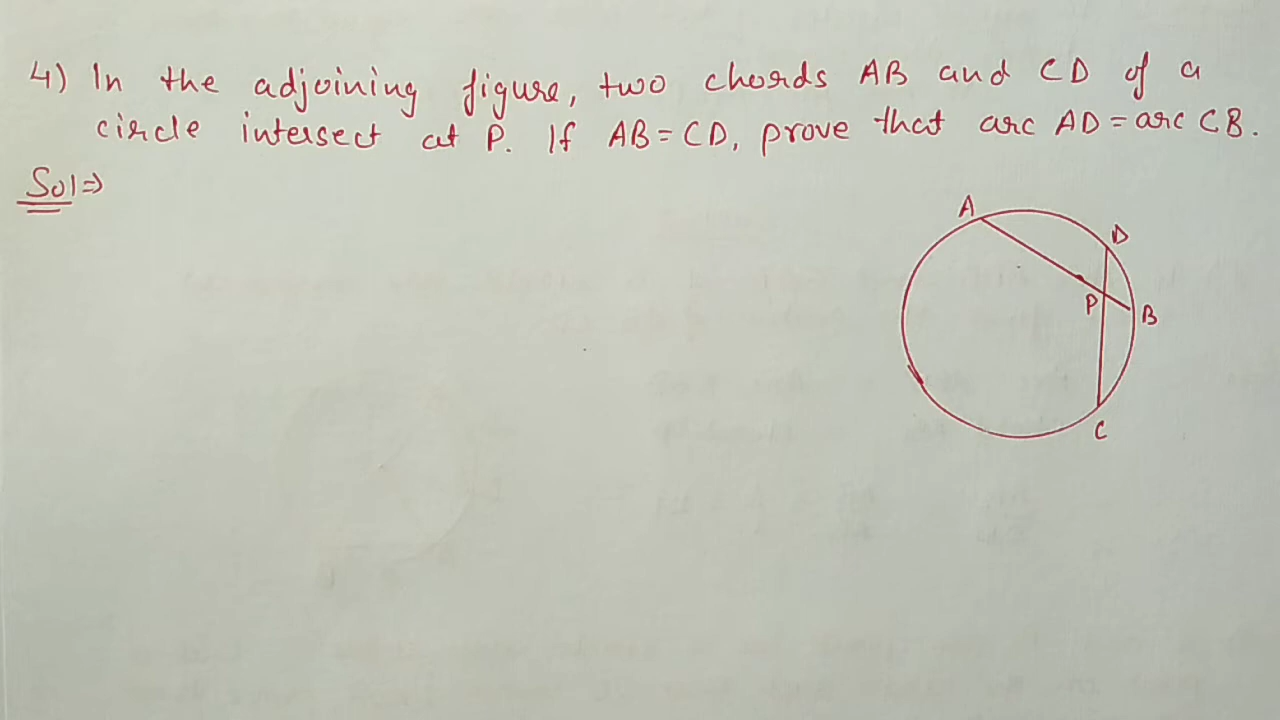 4) In the adjoining figure, two chords AB and CD of a
circle intersect at P. If AB = CD, prove that arc AD = arc CB.
Sol⇒
A
D
P
B
C